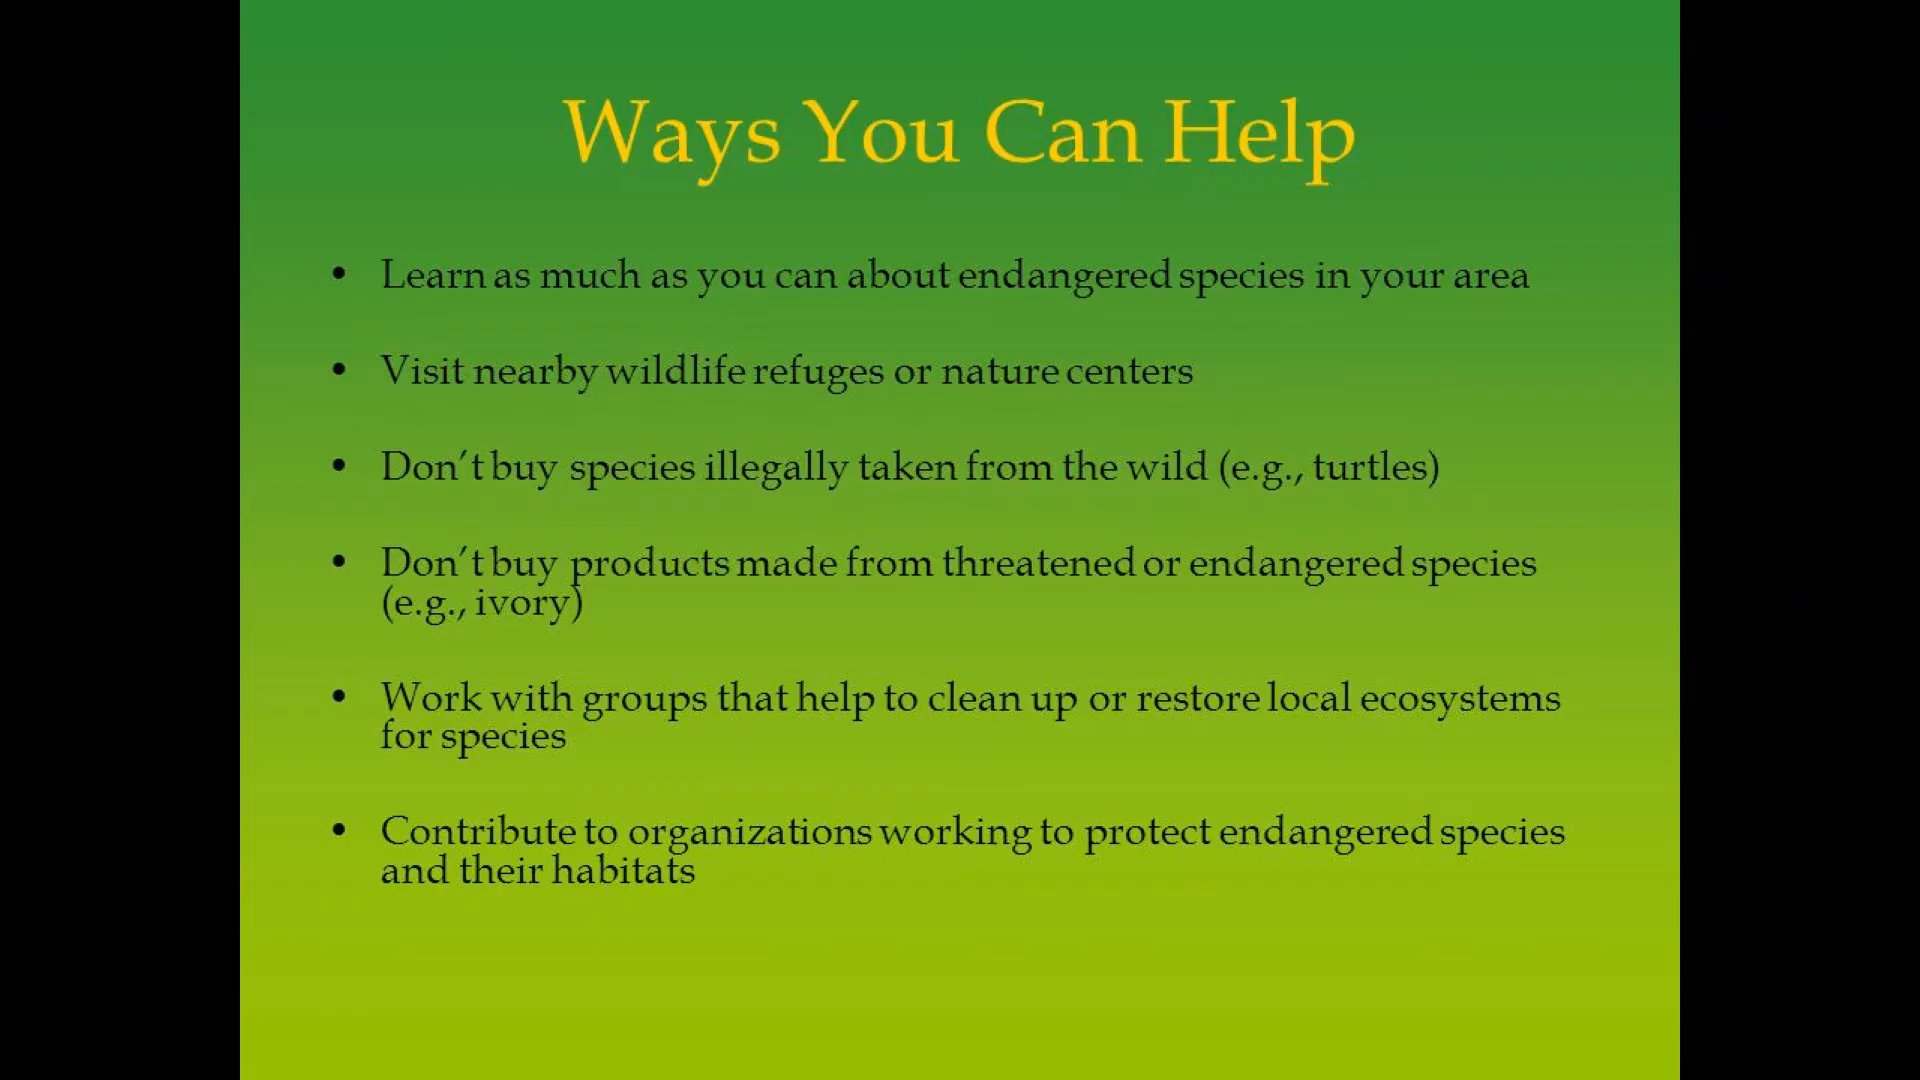 Ways You Can Help
• Learn as much as you can about endangered species in your area
• Visit nearby wildlife refuges or nature centers
• Don’t buy species illegally taken from the wild (e.g., turtles)
• Don’t buy products made from threatened or endangered species
(e.g., ivory)
• Work with groups that help to clean up or restore local ecosystems
for species
• Contribute to organizations working to protect endangered species
and their habitats